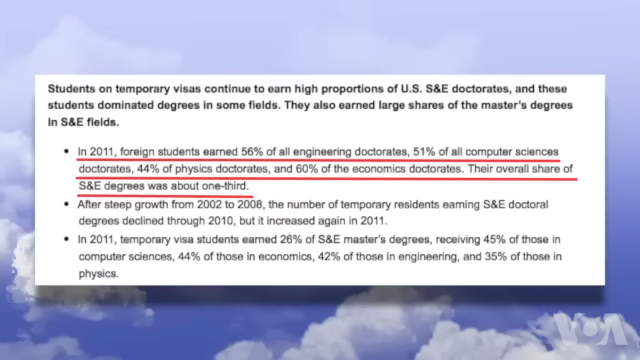 Students on temporary visas continue to earn high proportions of U.S. S&E doctorates, and these
students dominated degrees in some fields. They also earned large shares of the master's degrees
in S&E fields.
• In 2011, foreign students earned 56% of all engineering doctorates, 51% of all computer sciences
doctorates, 44% of physics doctorates, and 60% of the economics doctorates. Their overall share of
S&E degrees was about one-third.
• After steep growth from 2002 to 2008, the number of temporary residents earning S&E doctoral
degrees declined through 2010, but it increased again in 2011.
• In 2011, temporary visa students earned 26% of S&E master's degrees, receiving 45% of those in
computer sciences, 44% of those in economics, 42% of those in engineering, and 35% of those in
physics.
VOA